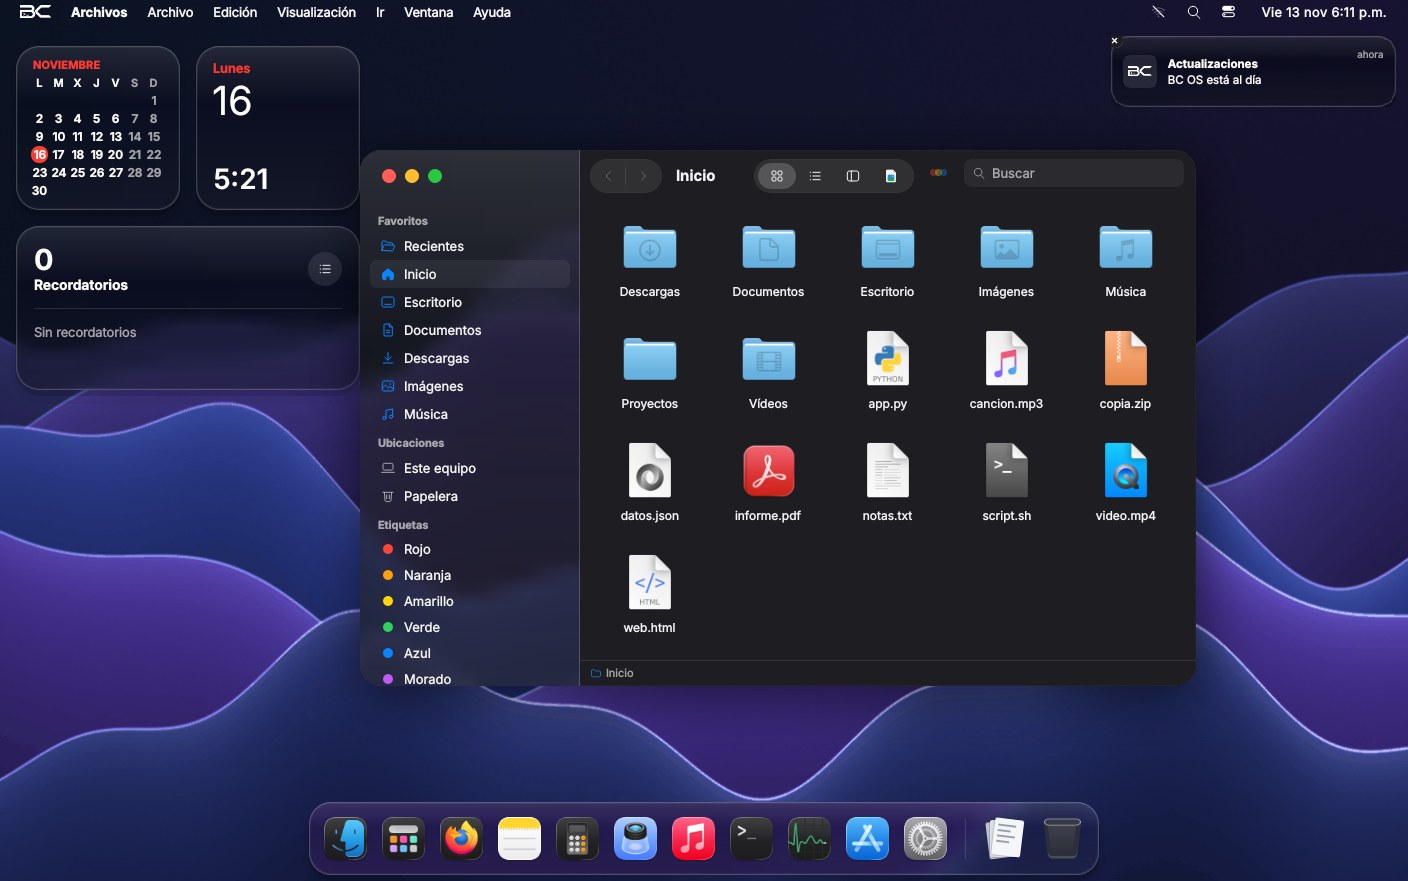 BC Archivos Archivo Edición Visualización Ir Ventana Ayuda Vie 13 nov 6:11 p.m.
NOVIEMBRE
L M X J V S D
1
2 3 4 5 6 7 8
9 10 11 12 13 14 15
16 17 18 19 20 21 22
23 24 25 26 27 28 29
30
Lunes
16
5:21
0
Recordatorios
Sin recordatorios
BC
Actualizaciones
ahora
BC OS está al día
Favoritos
Recientes
Inicio
Escritorio
Documentos
Descargas
Imágenes
Música
Ubicaciones
Este equipo
Papelera
Etiquetas
Rojo
Naranja
Amarillo
Verde
Azul
Morado
Inicio
Buscar
Descargas
Documentos
Escritorio
Imágenes
Música
Proyectos
Vídeos
PYTHON
app.py
cancion.mp3
copia.zip
datos.json
informe.pdf
notas.txt
>_
script.sh
video.mp4
</>
HTML
web.html
Inicio
>_